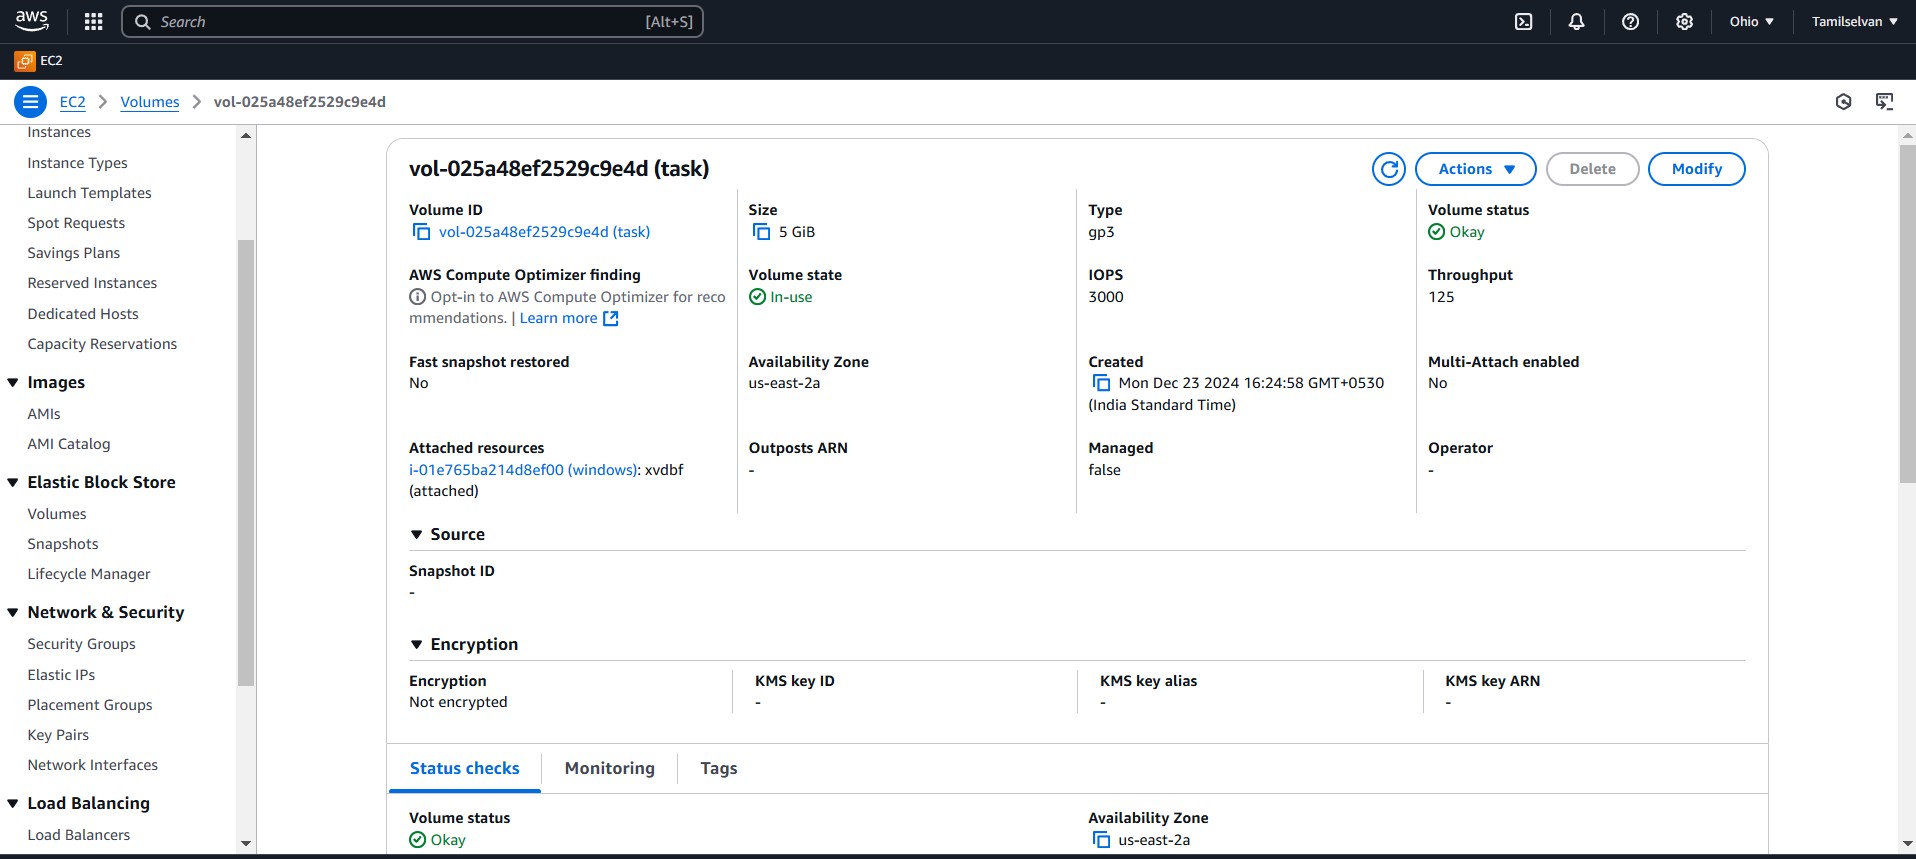 aws
Search [Alt+S]
Ohio
Tamilselvan
EC2
EC2
Volumes
vol-025a48ef2529c9e4d
Instances
Instance Types
Launch Templates
Spot Requests
Savings Plans
Reserved Instances
Dedicated Hosts
Capacity Reservations
Images
AMIs
AMI Catalog
Elastic Block Store
Volumes
Snapshots
Lifecycle Manager
Network & Security
Security Groups
Elastic IPs
Placement Groups
Key Pairs
Network Interfaces
Load Balancing
Load Balancers
vol-025a48ef2529c9e4d (task)
Actions
Delete
Modify
Volume ID
vol-025a48ef2529c9e4d (task)
Size
5 GiB
Type
gp3
Volume status
Okay
AWS Compute Optimizer finding
Opt-in to AWS Compute Optimizer for reco
mmendations. | Learn more
Volume state
In-use
IOPS
3000
Throughput
125
Fast snapshot restored
No
Availability Zone
us-east-2a
Created
Mon Dec 23 2024 16:24:58 GMT+0530
(India Standard Time)
Multi-Attach enabled
No
Attached resources
i-01e765ba214d8ef00 (windows): xvdbf
(attached)
Outposts ARN
-
Managed
false
Operator
-
Source
Snapshot ID
-
Encryption
Encryption
Not encrypted
KMS key ID
-
KMS key alias
-
KMS key ARN
-
Status checks
Monitoring
Tags
Volume status
Okay
Availability Zone
us-east-2a